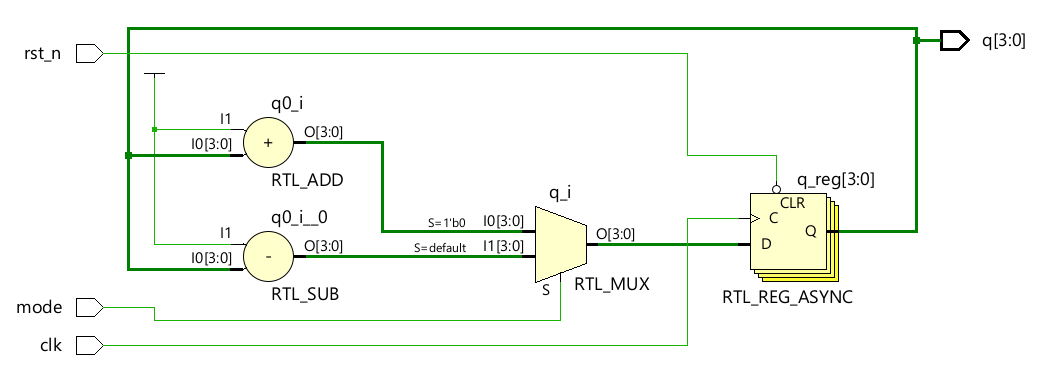 rst_n
q[3:0]
q0_i
I1
I0[3:0]
+
O[3:0]
RTL_ADD
q0_i__0
I1
I0[3:0]
-
O[3:0]
RTL_SUB
q_i
S=1'b0
I0[3:0]
S=default
I1[3:0]
O[3:0]
S
RTL_MUX
q_reg[3:0]
CLR
C
D
Q
RTL_REG_ASYNC
mode
clk